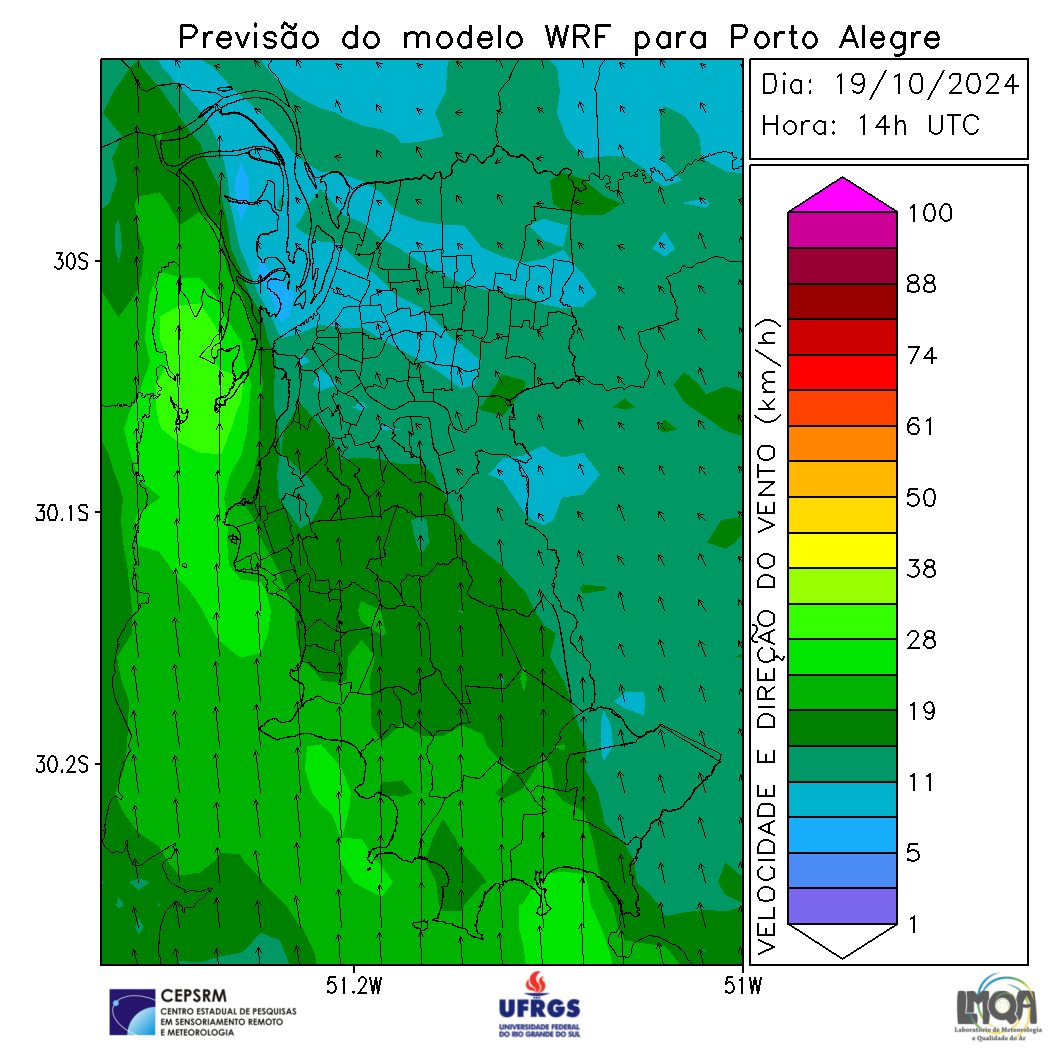 Previsão do modelo WRF para Porto Alegre
Dia: 19/10/2024
Hora: 14h UTC
30S
30.1S
30.2S
51.2W
51W
VELOCIDADE E DIREÇÃO DO VENTO (km/h)
100
88
74
61
50
38
28
19
11
5
1
CEPSRM
CENTRO ESTADUAL DE PESQUISAS
EM SENSORIAMENTO REMOTO
E METEOROLOGIA
UFRGS
UNIVERSIDADE FEDERAL
DO RIO GRANDE DO SUL
LMQA
Laboratório de Meteorologia
e Qualidade do Ar